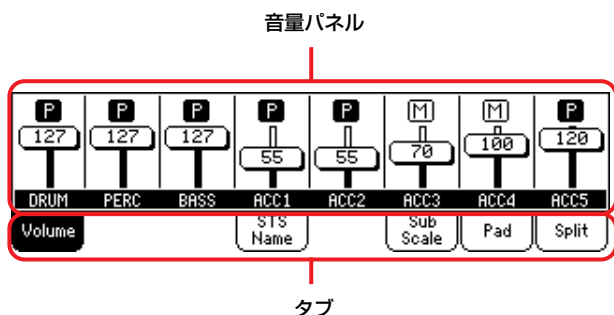 音量パネル
P P P P P M M P
127 127 127 55 55 70 100 120
DRUM PERC BASS ACC1 ACC2 ACC3 ACC4 ACC5
Volume STS Name Sub Scale Pad Split
タブ